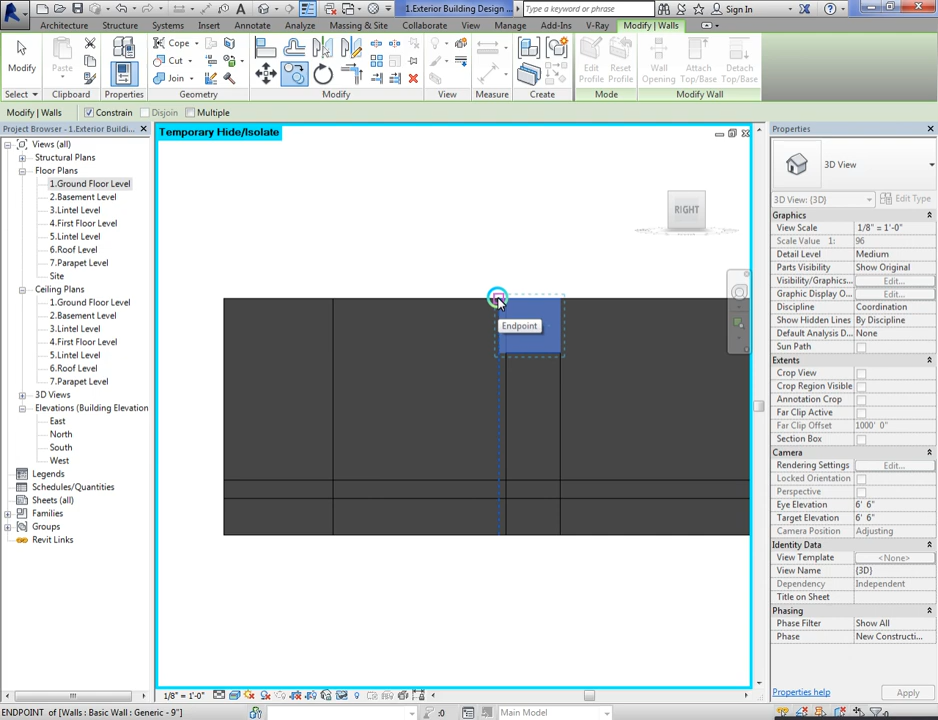 1.Exterior Building Design ...
Type a keyword or phrase
Sign In
Architecture Structure Systems Insert Annotate Analyze Massing & Site Collaborate View Manage Add-Ins V-Ray Modify | Walls
Modify
Paste
Cope
Cut
Join
Edit Profile
Reset Profile
Wall Opening
Attach Top/Base
Detach Top/Base
Select Clipboard Properties Geometry Modify View Measure Create Mode Modify Wall
Modify | Walls Constrain Disjoin Multiple
Project Browser - 1.Exterior Buildi...
Views (all)
Structural Plans
Floor Plans
1.Ground Floor Level
2.Basement Level
3.Lintel Level
4.First Floor Level
5.Lintel Level
6.Roof Level
7.Parapet Level
Site
Ceiling Plans
1.Ground Floor Level
2.Basement Level
3.Lintel Level
4.First Floor Level
5.Lintel Level
6.Roof Level
7.Parapet Level
3D Views
Elevations (Building Elevation
East
North
South
West
Legends
Schedules/Quantities
Sheets (all)
Families
Groups
Revit Links
Temporary Hide/Isolate
RIGHT
Endpoint
Properties
3D View
3D View: {3D} Edit Type
Graphics
View Scale 1/8" = 1'-0"
Scale Value 1: 96
Detail Level Medium
Parts Visibility Show Original
Visibility/Graphics... Edit...
Graphic Display O... Edit...
Discipline Coordination
Show Hidden Lines By Discipline
Default Analysis D... None
Sun Path
Extents
Crop View
Crop Region Visible
Annotation Crop
Far Clip Active
Far Clip Offset 1000' 0"
Section Box
Camera
Rendering Settings Edit...
Locked Orientation
Perspective
Eye Elevation 6' 6"
Target Elevation 6' 6"
Camera Position Adjusting
Identity Data
View Template <None>
View Name {3D}
Dependency Independent
Title on Sheet
Phasing
Phase Filter Show All
Phase New Constructi...
Properties help Apply
1/8" = 1'-0"
ENDPOINT of [Walls : Basic Wall : Generic - 9"]
:0
Main Model